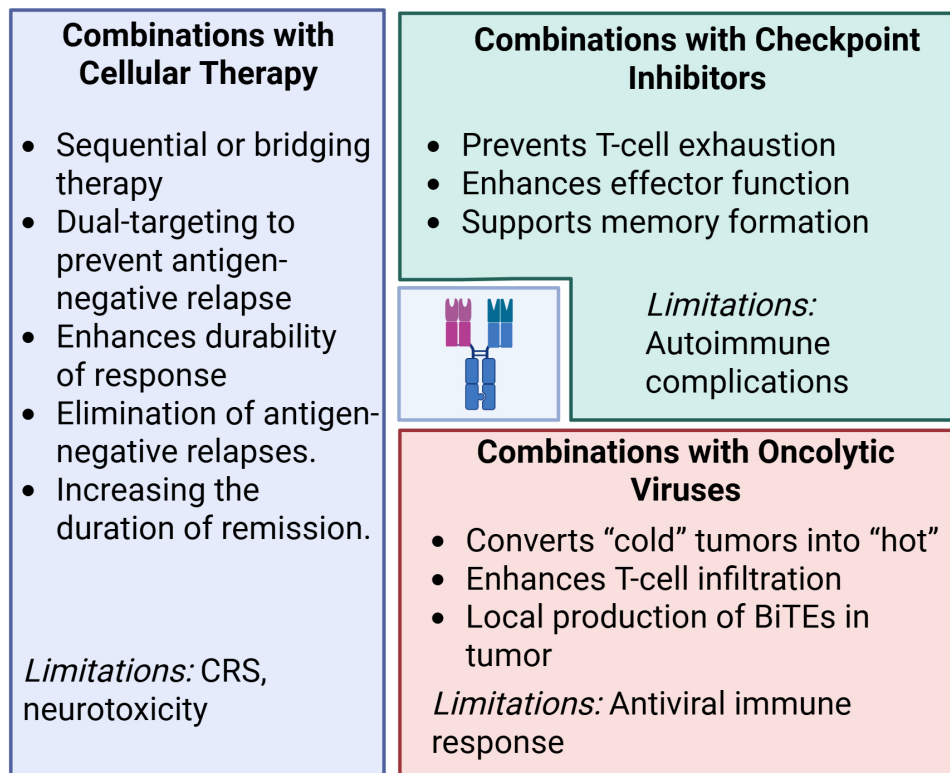 Combinations with
Cellular Therapy
• Sequential or bridging
therapy
• Dual-targeting to
prevent antigen-
negative relapse
• Enhances durability
of response
• Elimination of antigen-
negative relapses.
• Increasing the
duration of remission.
Limitations: CRS,
neurotoxicity
Combinations with Checkpoint
Inhibitors
• Prevents T-cell exhaustion
• Enhances effector function
• Supports memory formation
Limitations:
Autoimmune
complications
Combinations with Oncolytic
Viruses
• Converts “cold” tumors into “hot”
• Enhances T-cell infiltration
• Local production of BiTEs in
tumor
Limitations: Antiviral immune
response